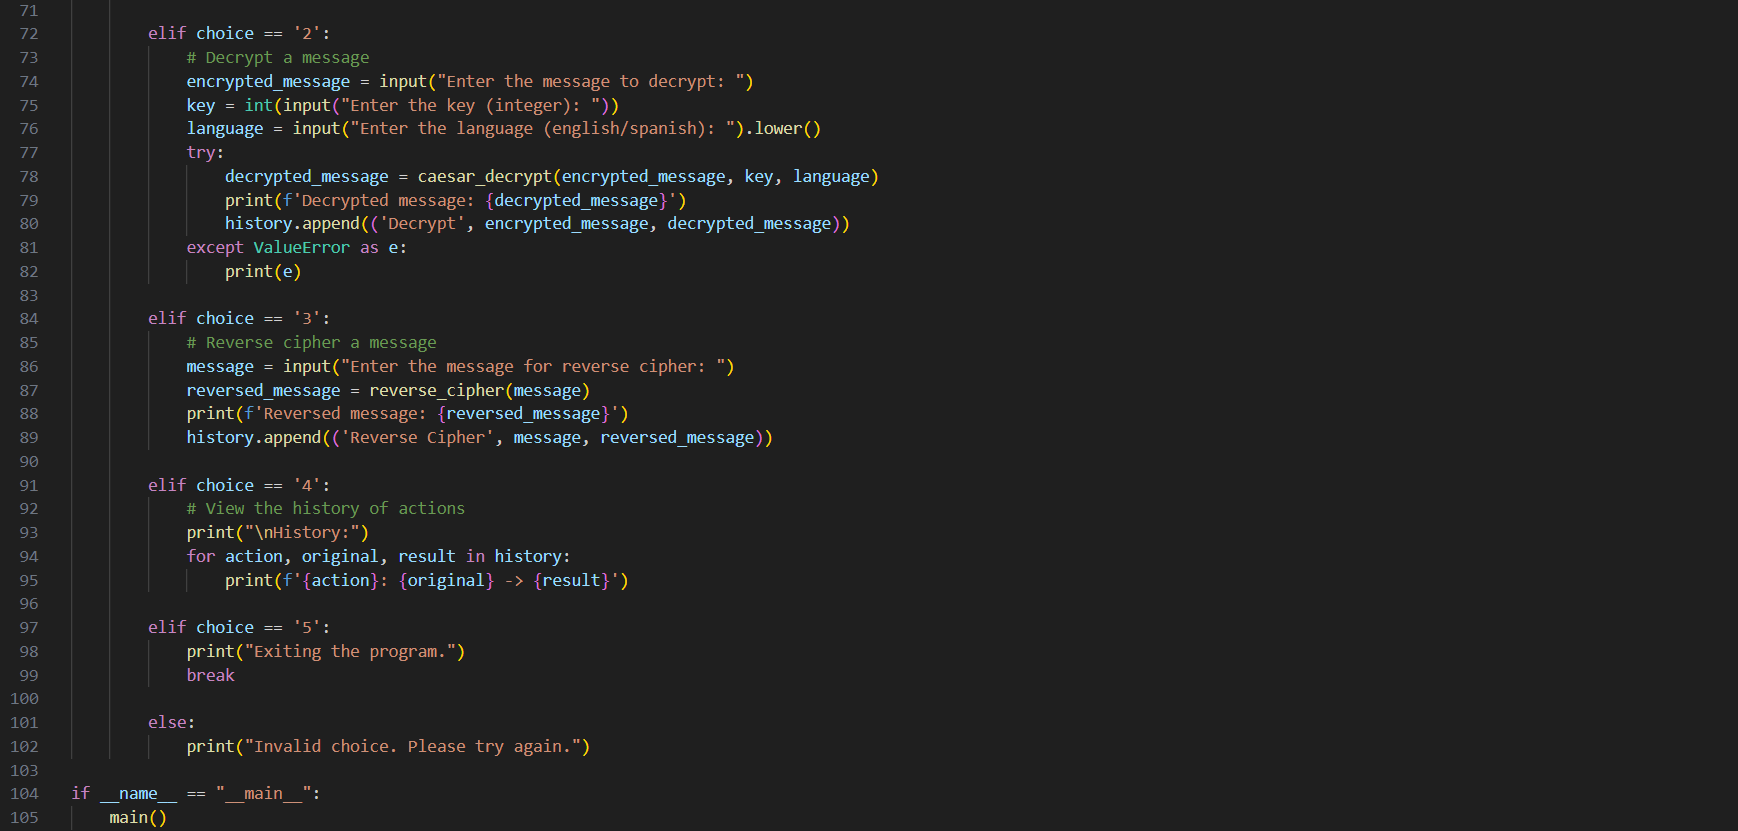 71
72 elif choice == '2':
73 # Decrypt a message
74 encrypted_message = input("Enter the message to decrypt: ")
75 key = int(input("Enter the key (integer): "))
76 language = input("Enter the language (english/spanish): ").lower()
77 try:
78 decrypted_message = caesar_decrypt(encrypted_message, key, language)
79 print(f'Decrypted message: {decrypted_message}')
80 history.append(('Decrypt', encrypted_message, decrypted_message))
81 except ValueError as e:
82 print(e)
83
84 elif choice == '3':
85 # Reverse cipher a message
86 message = input("Enter the message for reverse cipher: ")
87 reversed_message = reverse_cipher(message)
88 print(f'Reversed message: {reversed_message}')
89 history.append(('Reverse Cipher', message, reversed_message))
90
91 elif choice == '4':
92 # View the history of actions
93 print("\nHistory:")
94 for action, original, result in history:
95 print(f'{action}: {original} -> {result}')
96
97 elif choice == '5':
98 print("Exiting the program.")
99 break
100
101 else:
102 print("Invalid choice. Please try again.")
103
104 if __name__ == "__main__":
105 main()